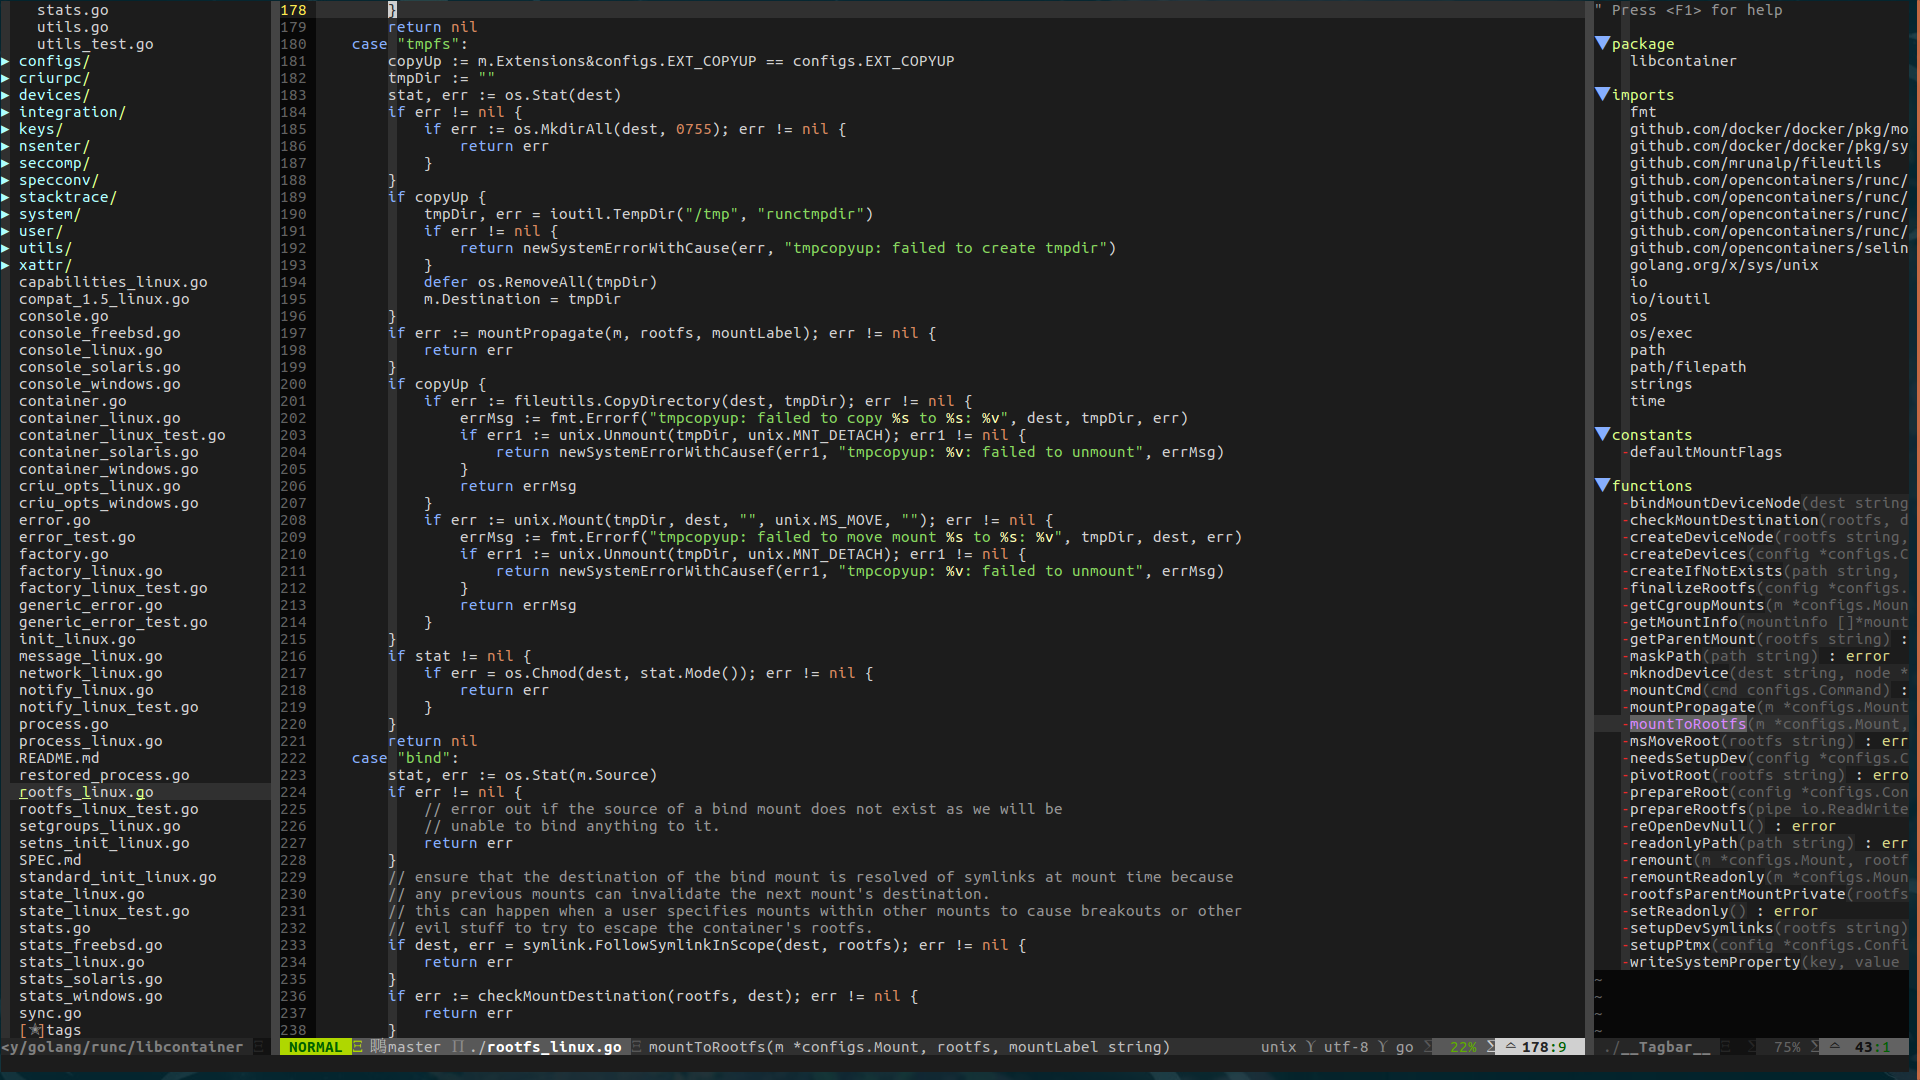 stats.go
utils.go
utils_test.go
▶ configs/
▶ criurpc/
▶ devices/
▶ integration/
▶ keys/
▶ nsenter/
▶ seccomp/
▶ specconv/
▶ stacktrace/
▶ system/
▶ user/
▶ utils/
▶ xattr/
capabilities_linux.go
compat_1.5_linux.go
console.go
console_freebsd.go
console_linux.go
console_solaris.go
console_windows.go
container.go
container_linux.go
container_linux_test.go
container_solaris.go
container_windows.go
criu_opts_linux.go
criu_opts_windows.go
error.go
error_test.go
factory.go
factory_linux.go
factory_linux_test.go
generic_error.go
generic_error_test.go
init_linux.go
message_linux.go
network_linux.go
notify_linux.go
notify_linux_test.go
process.go
process_linux.go
README.md
restored_process.go
rootfs_linux.go
rootfs_linux_test.go
setgroups_linux.go
setns_init_linux.go
SPEC.md
standard_init_linux.go
state_linux.go
state_linux_test.go
stats.go
stats_freebsd.go
stats_linux.go
stats_solaris.go
stats_windows.go
sync.go
[✭]tags
<y/golang/runc/libcontainer
178 }
179 return nil
180 case "tmpfs":
181 copyUp := m.Extensions&configs.EXT_COPYUP == configs.EXT_COPYUP
182 tmpDir := ""
183 stat, err := os.Stat(dest)
184 if err != nil {
185 if err := os.MkdirAll(dest, 0755); err != nil {
186 return err
187 }
188 }
189 if copyUp {
190 tmpDir, err = ioutil.TempDir("/tmp", "runctmpdir")
191 if err != nil {
192 return newSystemErrorWithCause(err, "tmpcopyup: failed to create tmpdir")
193 }
194 defer os.RemoveAll(tmpDir)
195 m.Destination = tmpDir
196 }
197 if err := mountPropagate(m, rootfs, mountLabel); err != nil {
198 return err
199 }
200 if copyUp {
201 if err := fileutils.CopyDirectory(dest, tmpDir); err != nil {
202 errMsg := fmt.Errorf("tmpcopyup: failed to copy %s to %s: %v", dest, tmpDir, err)
203 if err1 := unix.Unmount(tmpDir, unix.MNT_DETACH); err1 != nil {
204 return newSystemErrorWithCausef(err1, "tmpcopyup: %v: failed to unmount", errMsg)
205 }
206 return errMsg
207 }
208 if err := unix.Mount(tmpDir, dest, "", unix.MS_MOVE, ""); err != nil {
209 errMsg := fmt.Errorf("tmpcopyup: failed to move mount %s to %s: %v", tmpDir, dest, err)
210 if err1 := unix.Unmount(tmpDir, unix.MNT_DETACH); err1 != nil {
211 return newSystemErrorWithCausef(err1, "tmpcopyup: %v: failed to unmount", errMsg)
212 }
213 return errMsg
214 }
215 }
216 if stat != nil {
217 if err = os.Chmod(dest, stat.Mode()); err != nil {
218 return err
219 }
220 }
221 return nil
222 case "bind":
223 stat, err := os.Stat(m.Source)
224 if err != nil {
225 // error out if the source of a bind mount does not exist as we will be
226 // unable to bind anything to it.
227 return err
228 }
229 // ensure that the destination of the bind mount is resolved of symlinks at mount time because
230 // any previous mounts can invalidate the next mount's destination.
231 // this can happen when a user specifies mounts within other mounts to cause breakouts or other
232 // evil stuff to try to escape the container's rootfs.
233 if dest, err = symlink.FollowSymlinkInScope(dest, rootfs); err != nil {
234 return err
235 }
236 if err := checkMountDestination(rootfs, dest); err != nil {
237 return err
238 }
NORMAL master ./rootfs_linux.go mountToRootfs(m *configs.Mount, rootfs, mountLabel string) unix utf-8 go 22% 178:9
" Press <F1> for help
▼package
libcontainer
▼imports
fmt
github.com/docker/docker/pkg/mo
github.com/docker/docker/pkg/sy
github.com/mrunalp/fileutils
github.com/opencontainers/runc/
github.com/opencontainers/runc/
github.com/opencontainers/runc/
github.com/opencontainers/runc/
github.com/opencontainers/selin
golang.org/x/sys/unix
io
io/ioutil
os
os/exec
path
path/filepath
strings
time
▼constants
-defaultMountFlags
▼functions
-bindMountDeviceNode(dest string
-checkMountDestination(rootfs, d
-createDeviceNode(rootfs string,
-createDevices(config *configs.C
-createIfNotExists(path string,
-finalizeRootfs(config *configs.
-getCgroupMounts(m *configs.Moun
-getMountInfo(mountinfo []*mount
-getParentMount(rootfs string) :
-maskPath(path string) : error
-mknodDevice(dest string, node *
-mountCmd(cmd configs.Command) :
-mountPropagate(m *configs.Mount
-mountToRootfs(m *configs.Mount,
-msMoveRoot(rootfs string) : err
-needsSetupDev(config *configs.C
-pivotRoot(rootfs string) : erro
-prepareRoot(config *configs.Con
-prepareRootfs(pipe io.ReadWrite
-reOpenDevNull() : error
-readonlyPath(path string) : err
-remount(m *configs.Mount, rootf
-remountReadonly(m *configs.Moun
-rootfsParentMountPrivate(rootfs
-setReadonly() : error
-setupDevSymlinks(rootfs string)
-setupPtmx(config *configs.Confi
-writeSystemProperty(key, value
~
~
~
~
./__Tagbar__ 75% 43:1